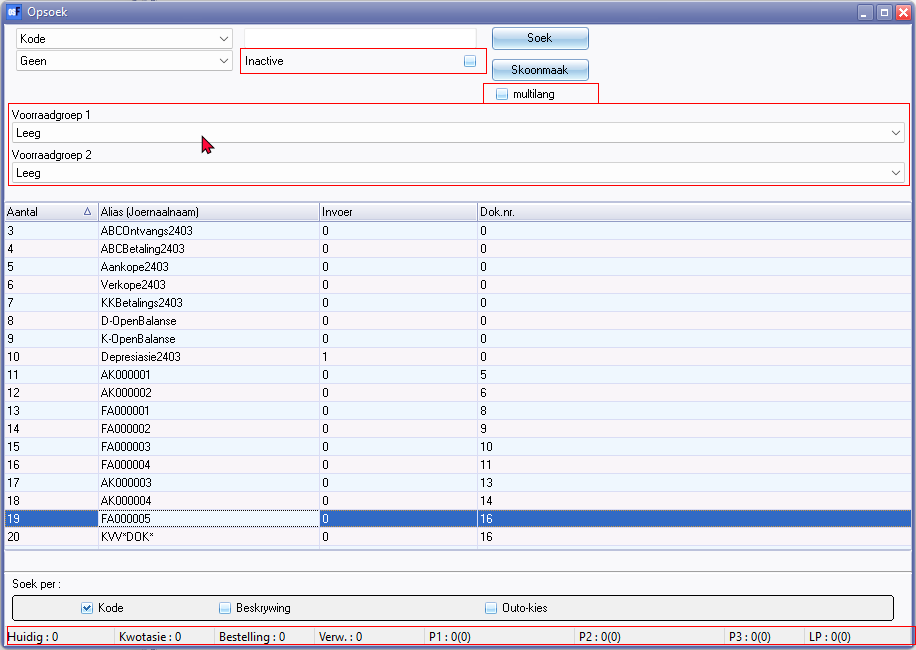 Opsoek
Kode
Soek
Geen
Inactive
Skoonmaak
multilang
Voorraadgroep 1
Leeg
Voorraadgroep 2
Leeg
Aantal Alias (Joernaalnaam) Invoer Dok.nr.
3 ABCOntvangs2403 0 0
4 ABCBetaling2403 0 0
5 Aankope2403 0 0
6 Verkope2403 0 0
7 KKBetalings2403 0 0
8 D-OpenBalanse 0 0
9 K-OpenBalanse 0 0
10 Depresiasie2403 1 0
11 AK000001 0 5
12 AK000002 0 6
13 FA000001 0 8
14 FA000002 0 9
15 FA000003 0 10
16 FA000004 0 11
17 AK000003 0 13
18 AK000004 0 14
19 FA000005 0 16
20 KVV*DOK* 0 16
Soek per :
Kode Beskrywing Outo-kies
Huidig : 0 Kwotasie : 0 Bestelling : 0 Verw. : 0 P1 : 0(0) P2 : 0(0) P3 : 0(0) LP : 0(0)